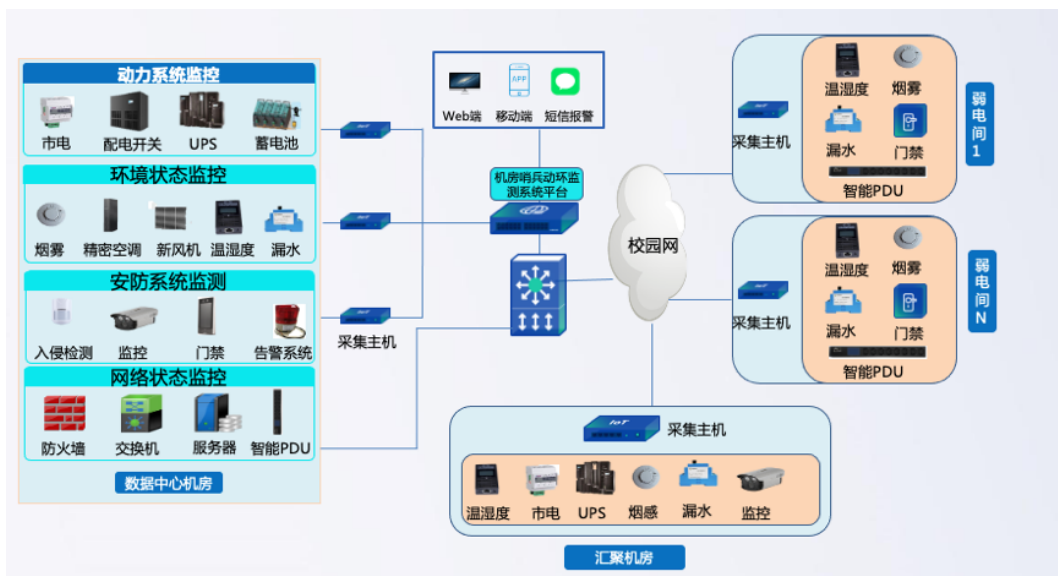 动力系统监控
市电
配电开关
UPS
蓄电池
环境状态监控
烟雾
精密空调
新风机
温湿度
漏水
安防系统监测
入侵检测
监控
门禁
告警系统
网络状态监控
防火墙
交换机
服务器
智能PDU
数据中心机房
IoT
IoT
IoT
采集主机
APP
Web端
移动端
短信报警
机房哨兵动环监
测系统平台
校园网
采集主机
温湿度
烟雾
漏水
门禁
智能PDU
弱电间1
采集主机
温湿度
烟雾
漏水
门禁
智能PDU
弱电间N
IoT
采集主机
温湿度
市电
UPS
烟感
漏水
监控
汇聚机房